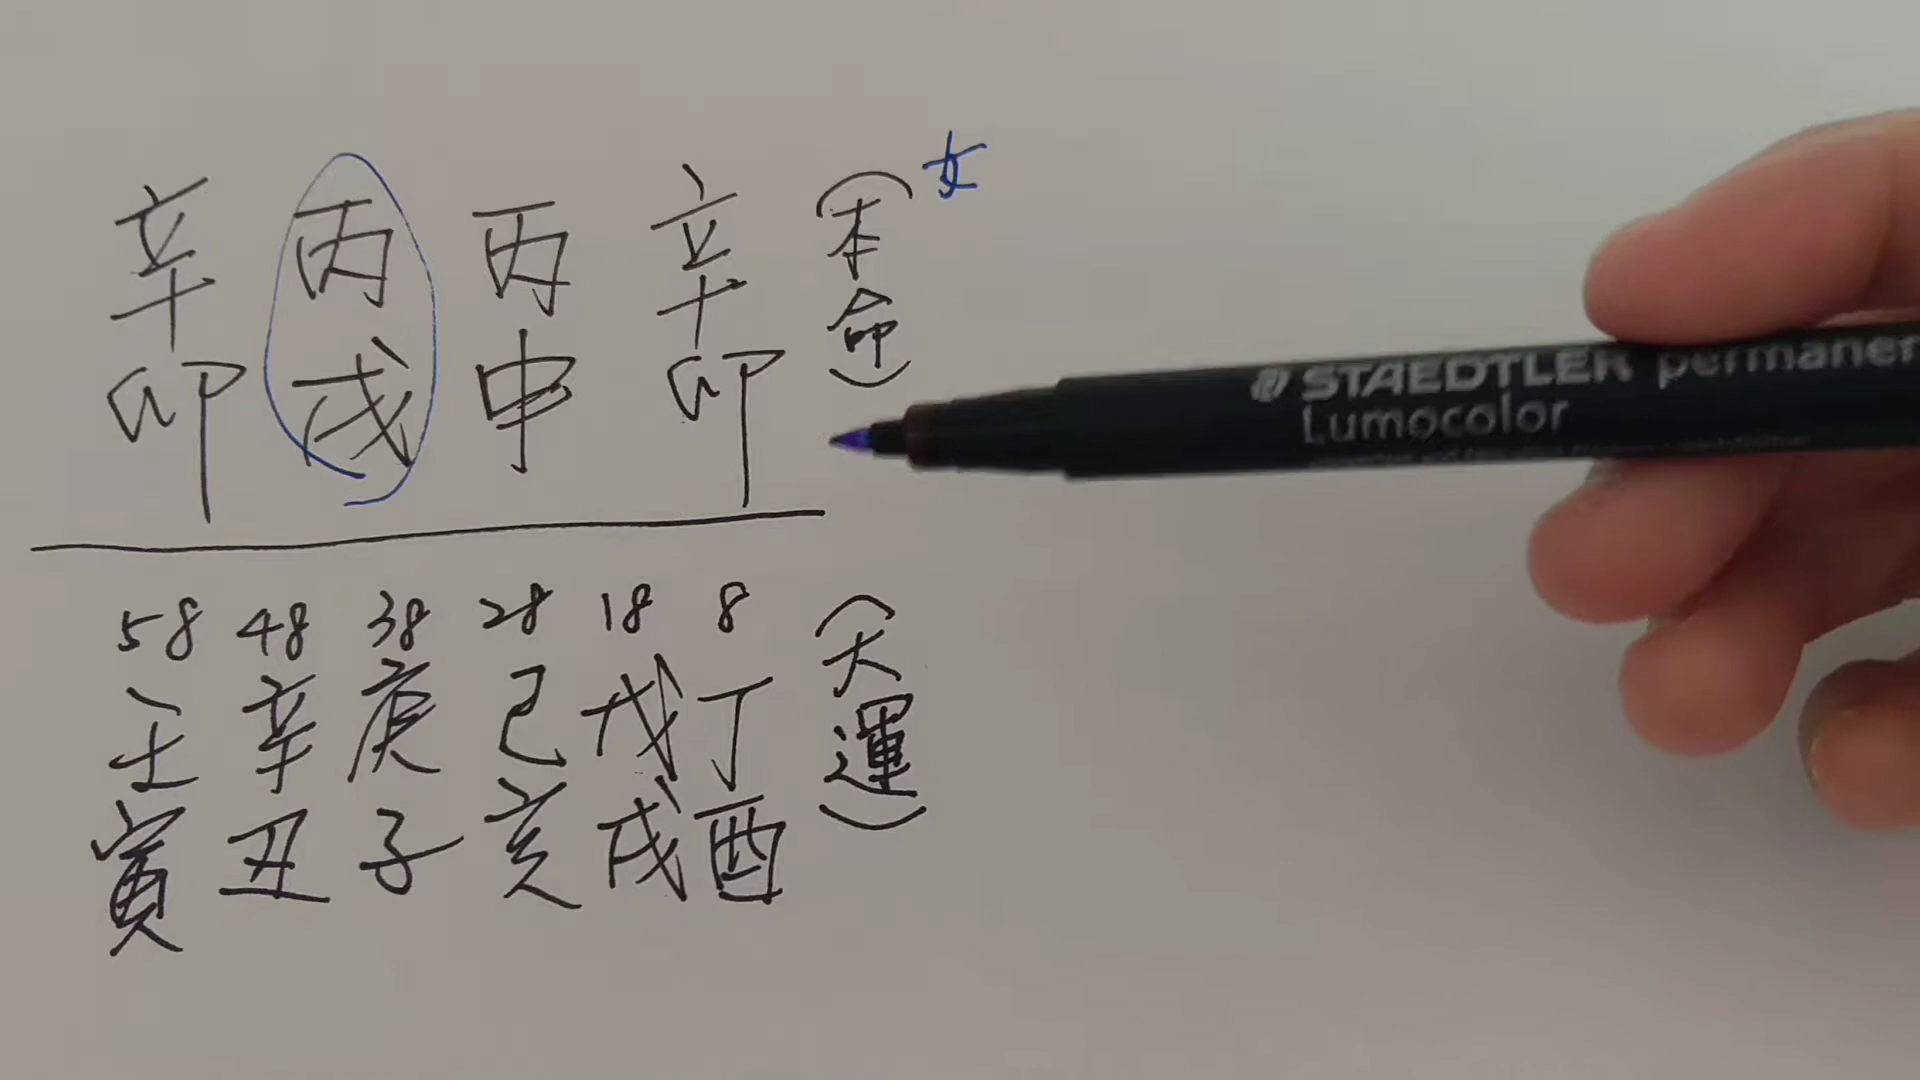 女
辛 丙 丙 辛 (本命)
卯 戌 申 卯
58 48 38 28 18 8 (大運)
壬 辛 庚 己 戊 丁
寅 丑 子 亥 戌 酉
STAEDTLER permanen
Lumocolor